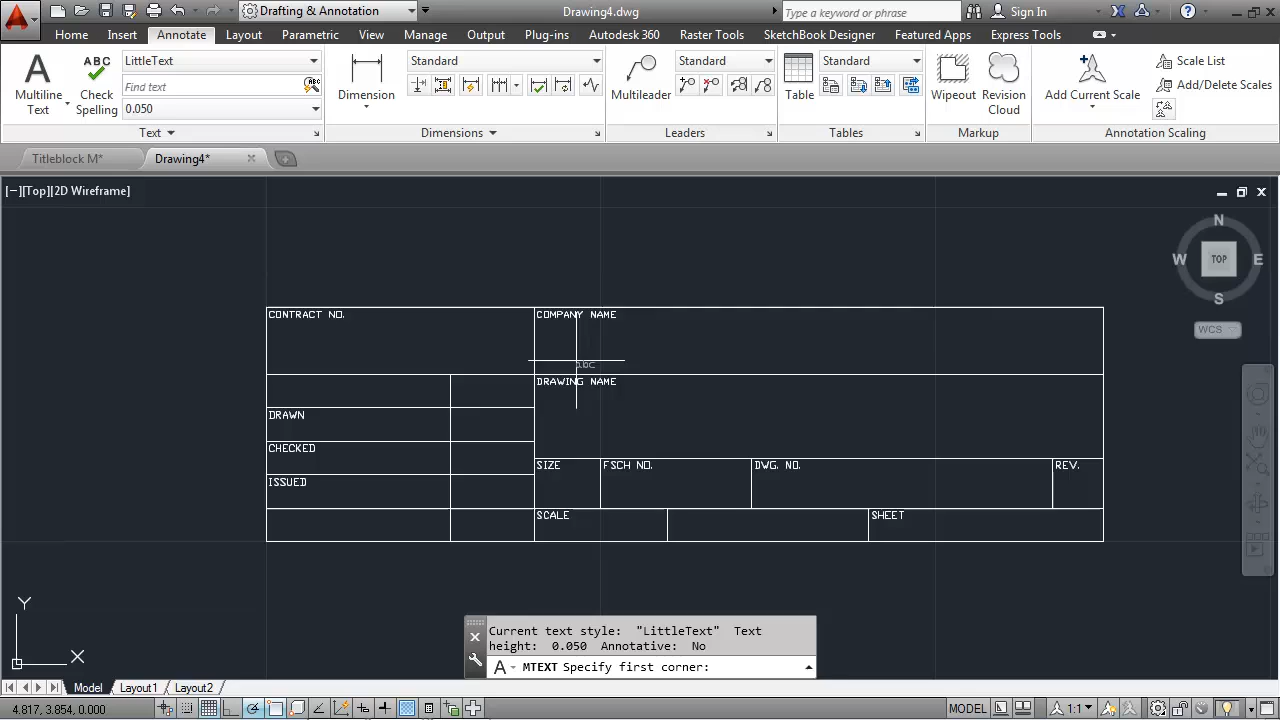 Drafting & Annotation
Drawing4.dwg
Type a keyword or phrase
Sign In
Home Insert Annotate Layout Parametric View Manage Output Plug-ins Autodesk 360 Raster Tools SketchBook Designer Featured Apps Express Tools
Multiline Text
ABC
Check Spelling
LittleText
Find text
0.050
Text
Dimension
Standard
Dimensions
Multileader
Standard
Leaders
Table
Standard
Tables
Wipeout
Revision Cloud
Markup
Add Current Scale
Scale List
Add/Delete Scales
Annotation Scaling
Titleblock M*
Drawing4*
[−][Top][2D Wireframe]
N
W TOP E
S
WCS
CONTRACT NO.
COMPANY NAME
abc
DRAWING NAME
DRAWN
CHECKED
SIZE
FSCH NO.
DWG. NO.
REV.
ISSUED
SCALE
SHEET
Y
X
Current text style: "LittleText" Text
height: 0.050 Annotative: No
MTEXT Specify first corner:
Model Layout1 Layout2
4.817, 3.854, 0.000
MODEL
1:1